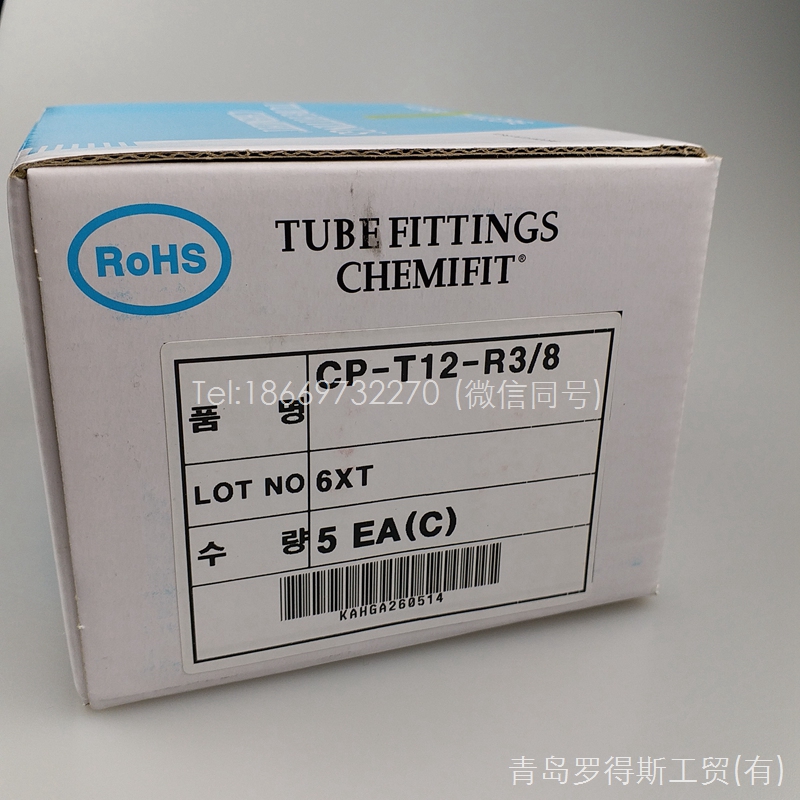 RoHS
TUBE FITTINGS
CHEMIFIT®
CP-T12-R3/8
Tel:18669732270 (微信同号)
품 명
LOT NO 6XT
수 량 5 EA(C)
KAHGA260514
青岛罗得斯工贸(有)